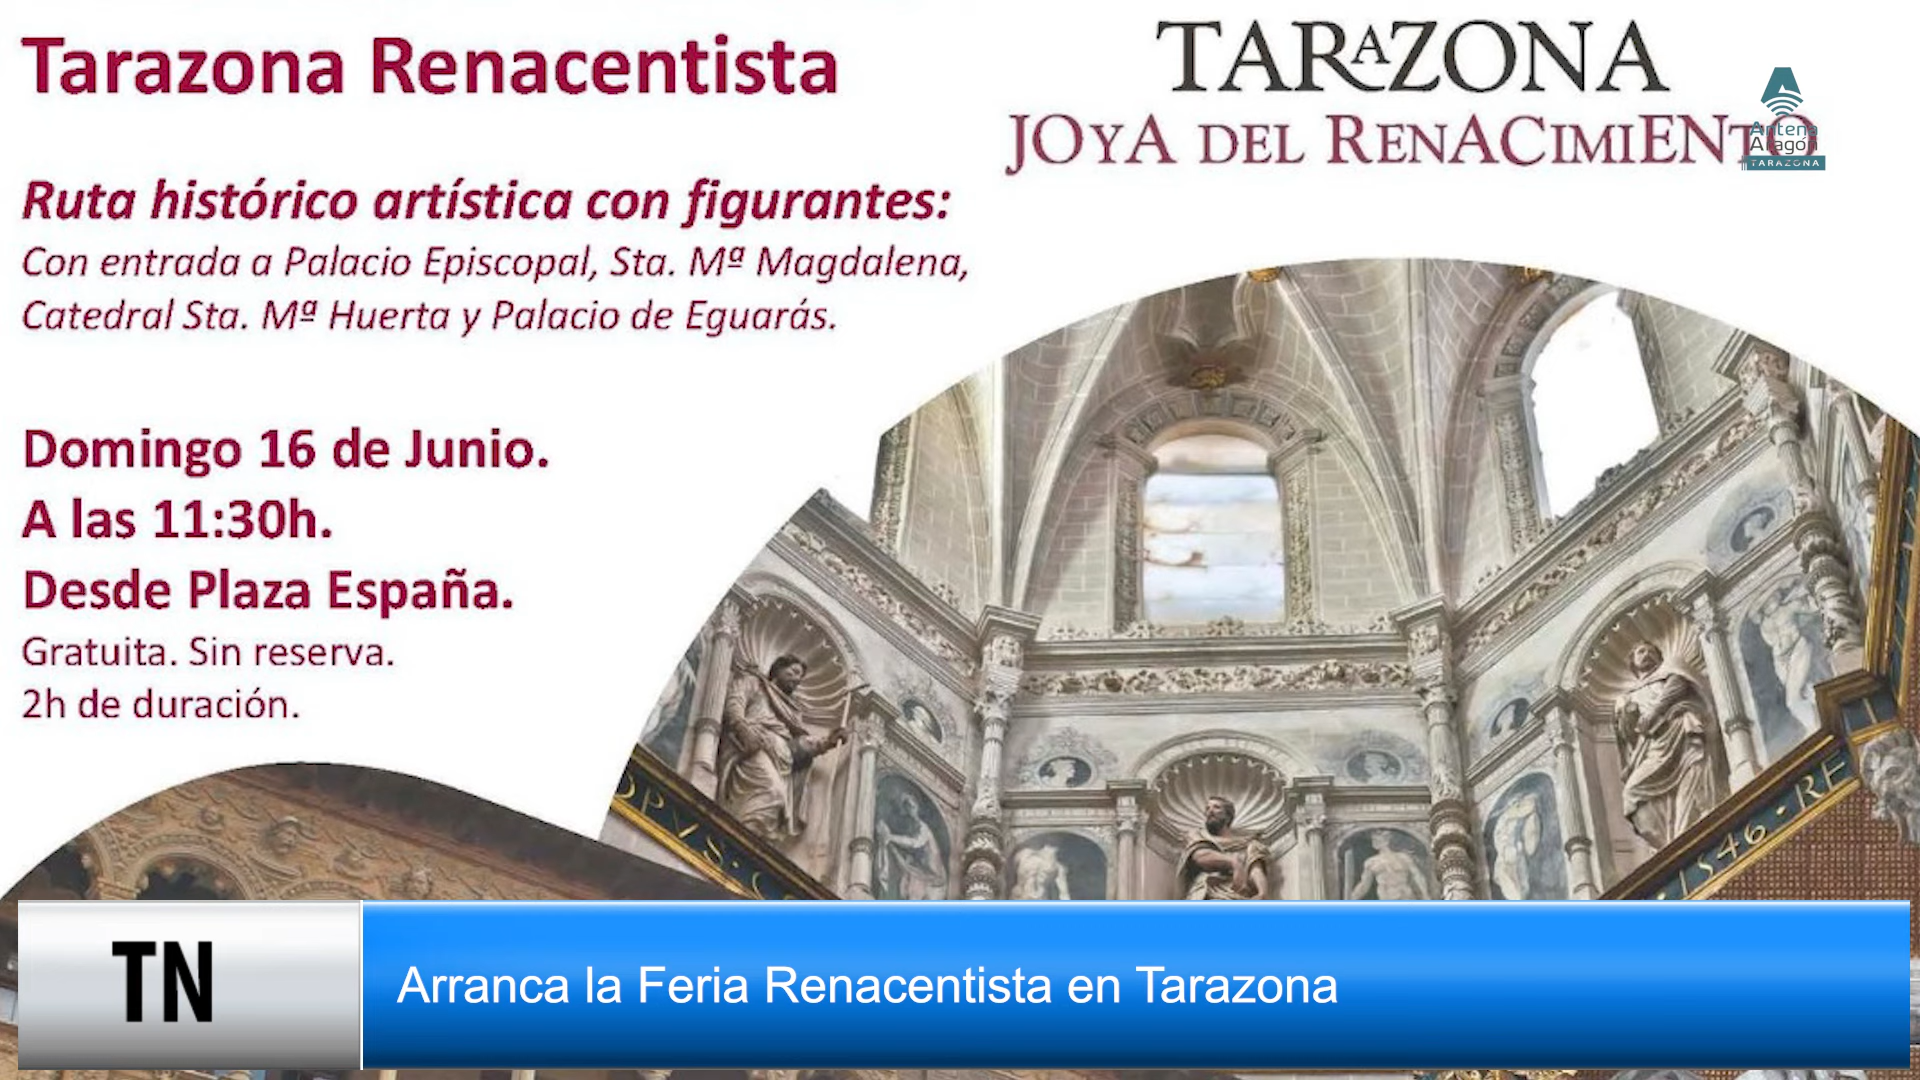 Tarazona Renacentista
TARAZONA
JOYA DEL RENACIMIENTO
Antena
Aragón
TARAZONA
Ruta histórico artística con figurantes:
Con entrada a Palacio Episcopal, Sta. Mª Magdalena,
Catedral Sta. Mª Huerta y Palacio de Eguarás.
Domingo 16 de Junio.
A las 11:30h.
Desde Plaza España.
Gratuita. Sin reserva.
2h de duración.
OPVS·
·1546·RE
TN
Arranca la Feria Renacentista en Tarazona